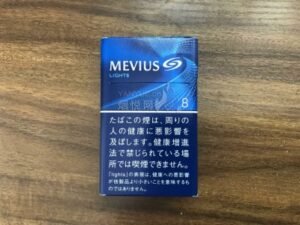 MEVIUS
LIGHTS
8
たばこの煙は、周りの
人の健康に悪影響を
及ぼします。健康増進
法で禁じられている場
所では喫煙できません。
「lights」の表現は、健康への悪影響
が他製品より小さいことを意味するも
のではありません。